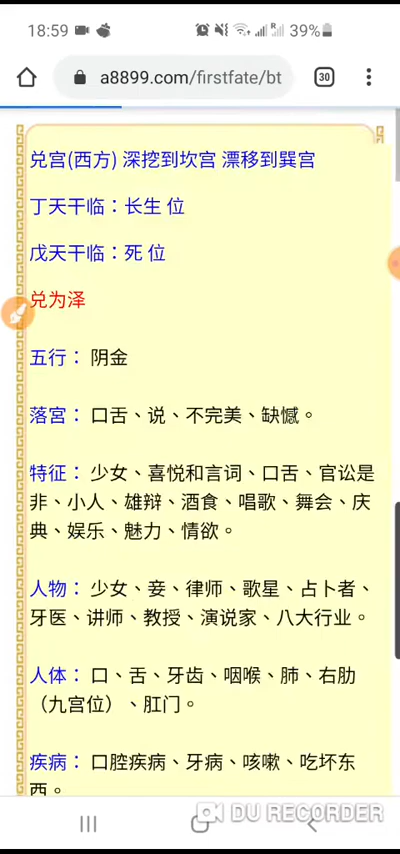 18:59 39%
a8899.com/firstfate/bt 30
兑宫(西方) 深挖到坎宫 漂移到巽宫
丁天干临：长生 位
戊天干临：死 位
兑为泽
五行： 阴金
落宮： 口舌、说、不完美、缺憾。
特征： 少女、喜悦和言词、口舌、官讼是
非、小人、雄辩、酒食、唱歌、舞会、庆
典、娱乐、魅力、情欲。
人物： 少女、妾、律师、歌星、占卜者、
牙医、讲师、教授、演说家、八大行业。
人体： 口、舌、牙齿、咽喉、肺、右肋
（九宫位）、肛门。
疾病： 口腔疾病、牙病、咳嗽、吃坏东
西。
DU RECORDER